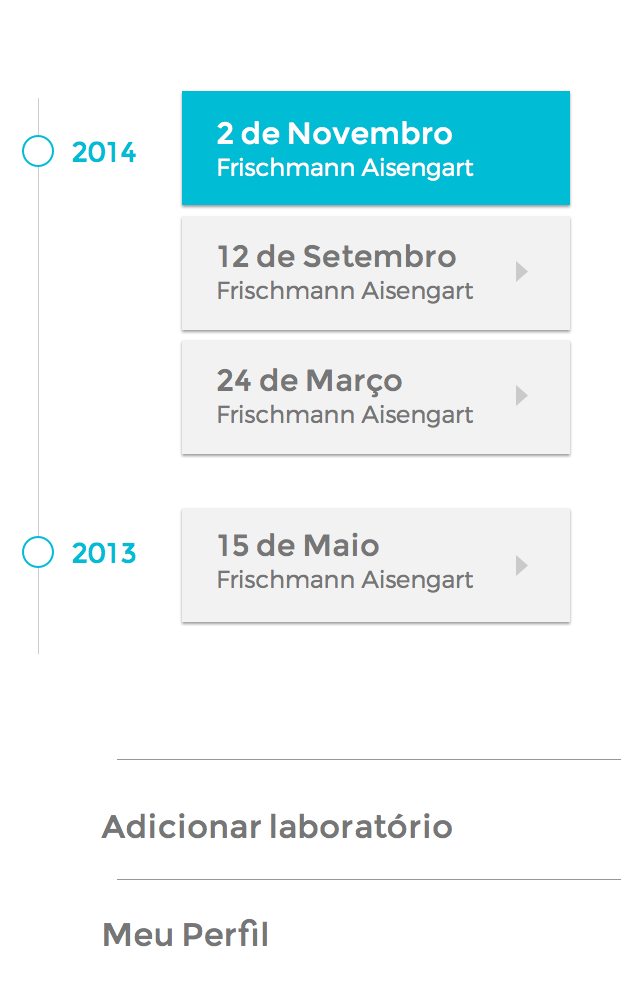 2014
2 de Novembro
Frischmann Aisengart
12 de Setembro
Frischmann Aisengart
24 de Março
Frischmann Aisengart
2013
15 de Maio
Frischmann Aisengart
Adicionar laboratório
Meu Perfil